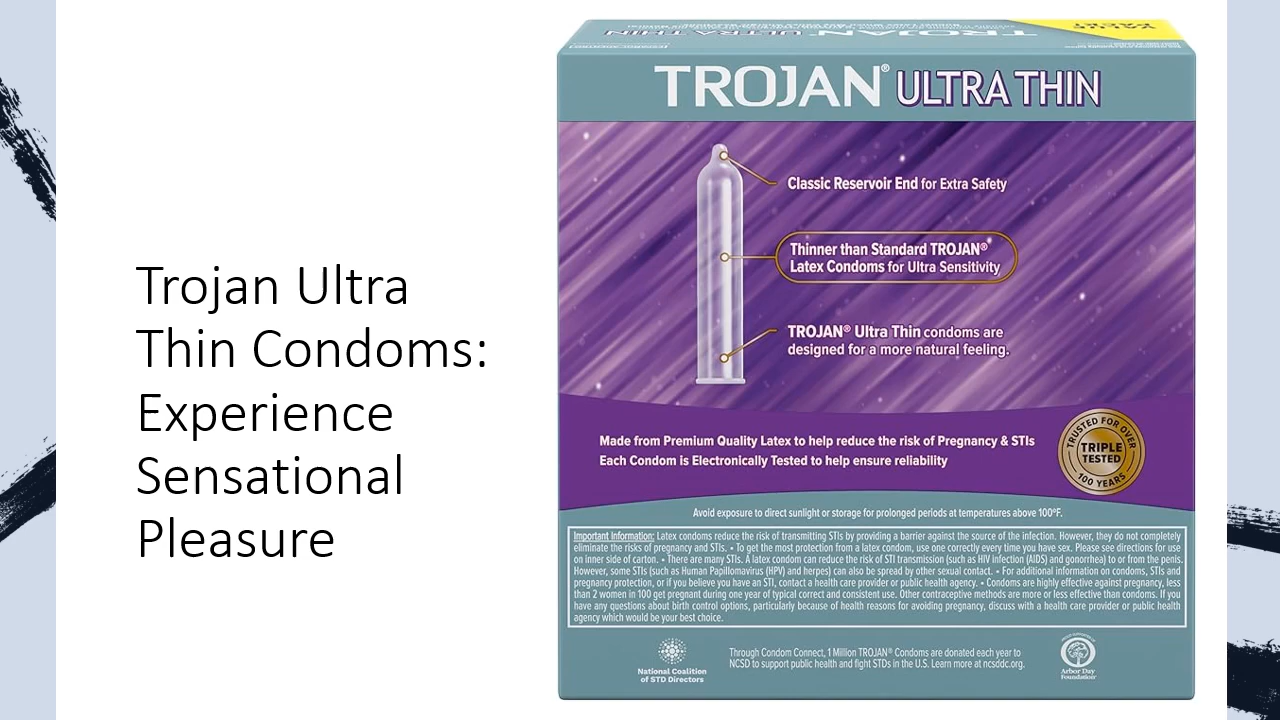 Trojan Ultra
Thin Condoms:
Experience
Sensational
Pleasure
VALUE
PACK!
TROJAN ULTRA THIN
TROJAN® ULTRA THIN
Classic Reservoir End for Extra Safety
Thinner than Standard TROJAN®*
Latex Condoms for Ultra Sensitivity
TROJAN® Ultra Thin condoms are
designed for a more natural feeling.
Made from Premium Quality Latex to help reduce the risk of Pregnancy & STIs
Each Condom is Electronically Tested to help ensure reliability
TRUSTED FOR OVER
TRIPLE
TESTED
100 YEARS
Avoid exposure to direct sunlight or storage for prolonged periods at temperatures above 100ºF.
Important Information: Latex condoms reduce the risk of transmitting STIs by providing a barrier against the source of the infection. However, they do not completely
eliminate the risks of pregnancy and STIs. • To get the most protection from a latex condom, use one correctly every time you have sex. Please see directions for use
on inner side of carton. • There are many STIs. A latex condom can reduce the risk of STI transmission (such as HIV infection (AIDS) and gonorrhea) to or from the penis.
However, some STIs (such as Human Papillomavirus (HPV) and herpes) can also be spread by other sexual contact. • For additional information on condoms, STIs and
pregnancy protection, or if you believe you have an STI, contact a health care provider or public health agency. • Condoms are highly effective against pregnancy, less
than 2 women in 100 get pregnant during one year of typical correct and consistent use. Other contraceptive methods are more or less effective than condoms. If you
have any questions about birth control options, particularly because of health reasons for avoiding pregnancy, discuss with a health care provider or public health
agency which would be your best choice.
National Coalition
of STD Directors
Through Condom Connect, 1 Million TROJAN® Condoms are donated each year to
NCSD to support public health and fight STDs in the U.S. Learn more at ncsddc.org.
Arbor Day
Foundation